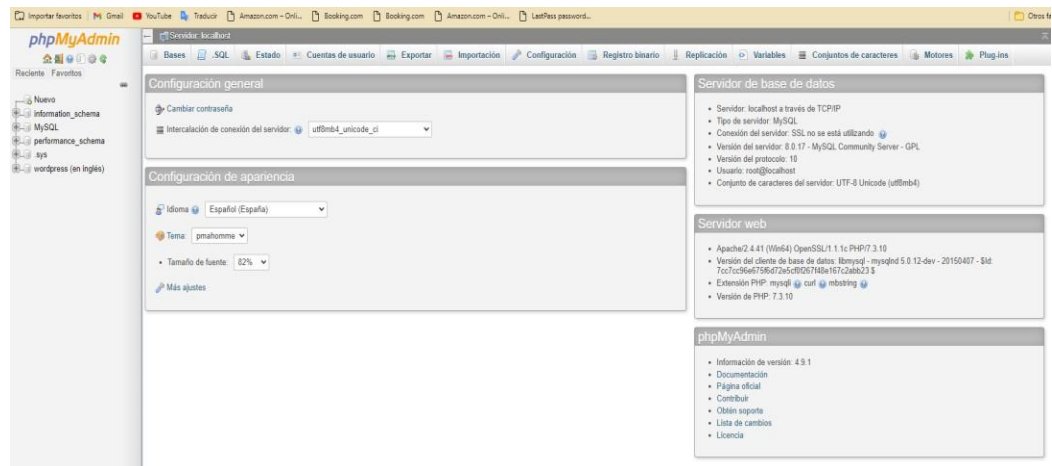 Importar favoritos
Gmail
YouTube
Traducir
Amazon.com – Onli...
Booking.com
Booking.com
Amazon.com – Onli...
LastPass password...
Otros fa
phpMyAdmin
Reciente Favoritos
Nuevo
information_schema
MySQL
performance_schema
.sys
wordpress (en Inglés)
Servidor: localhost
Bases
.SQL
Estado
Cuentas de usuario
Exportar
Importación
Configuración
Registro binario
Replicación
Variables
Conjuntos de caracteres
Motores
Plug-ins
Configuración general
Cambiar contraseña
Intercalación de conexión del servidor: utf8mb4_unicode_ci
Configuración de apariencia
Idioma Español (España)
Tema: pmahomme
Tamaño de fuente: 82%
Más ajustes
Servidor de base de datos
Servidor: localhost a través de TCP/IP
Tipo de servidor: MySQL
Conexión del servidor: SSL no se está utilizando
Versión del servidor: 8.0.17 - MySQL Community Server - GPL
Versión del protocolo: 10
Usuario: root@localhost
Conjunto de caracteres del servidor: UTF-8 Unicode (utf8mb4)
Servidor web
Apache/2.4.41 (Win64) OpenSSL/1.1.1c PHP/7.3.10
Versión del cliente de base de datos: libmysql - mysqlnd 5.0.12-dev - 20150407 - $Id:
7cc7cc96e675f6d72e5cf0f267f48e167c2abb23 $
Extensión PHP: mysqli curl mbstring
Versión de PHP: 7.3.10
phpMyAdmin
Información de versión: 4.9.1
Documentación
Página oficial
Contribuir
Obtén soporte
Lista de cambios
Licencia